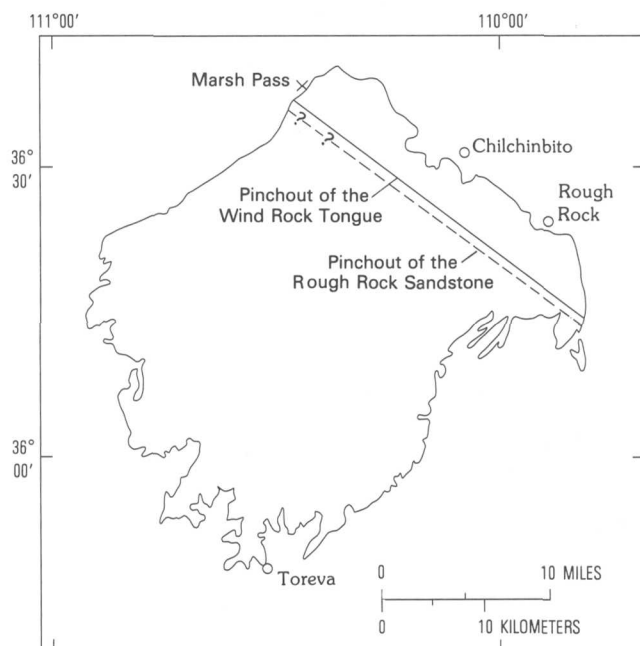 111°00′
110°00′
Marsh Pass
Chilchinbito
36°
30′
? ?
Rough
Rock
Pinchout of the
Wind Rock Tongue
Pinchout of the
Rough Rock Sandstone
36°
00′
Toreva
0 10 MILES
0 10 KILOMETERS